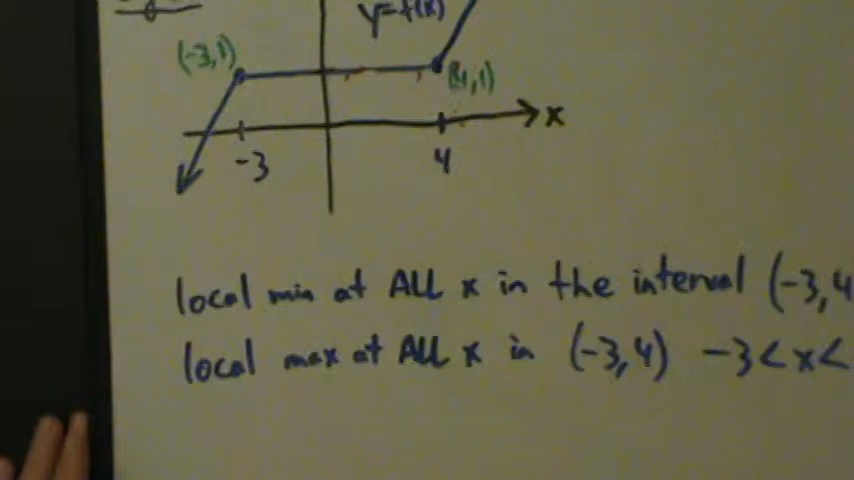 y=f(x)
(-3,1)
(4,1)
x
-3
4
local min at ALL x in the interval (-3,4
local max at ALL x in (-3,4) -3<x<